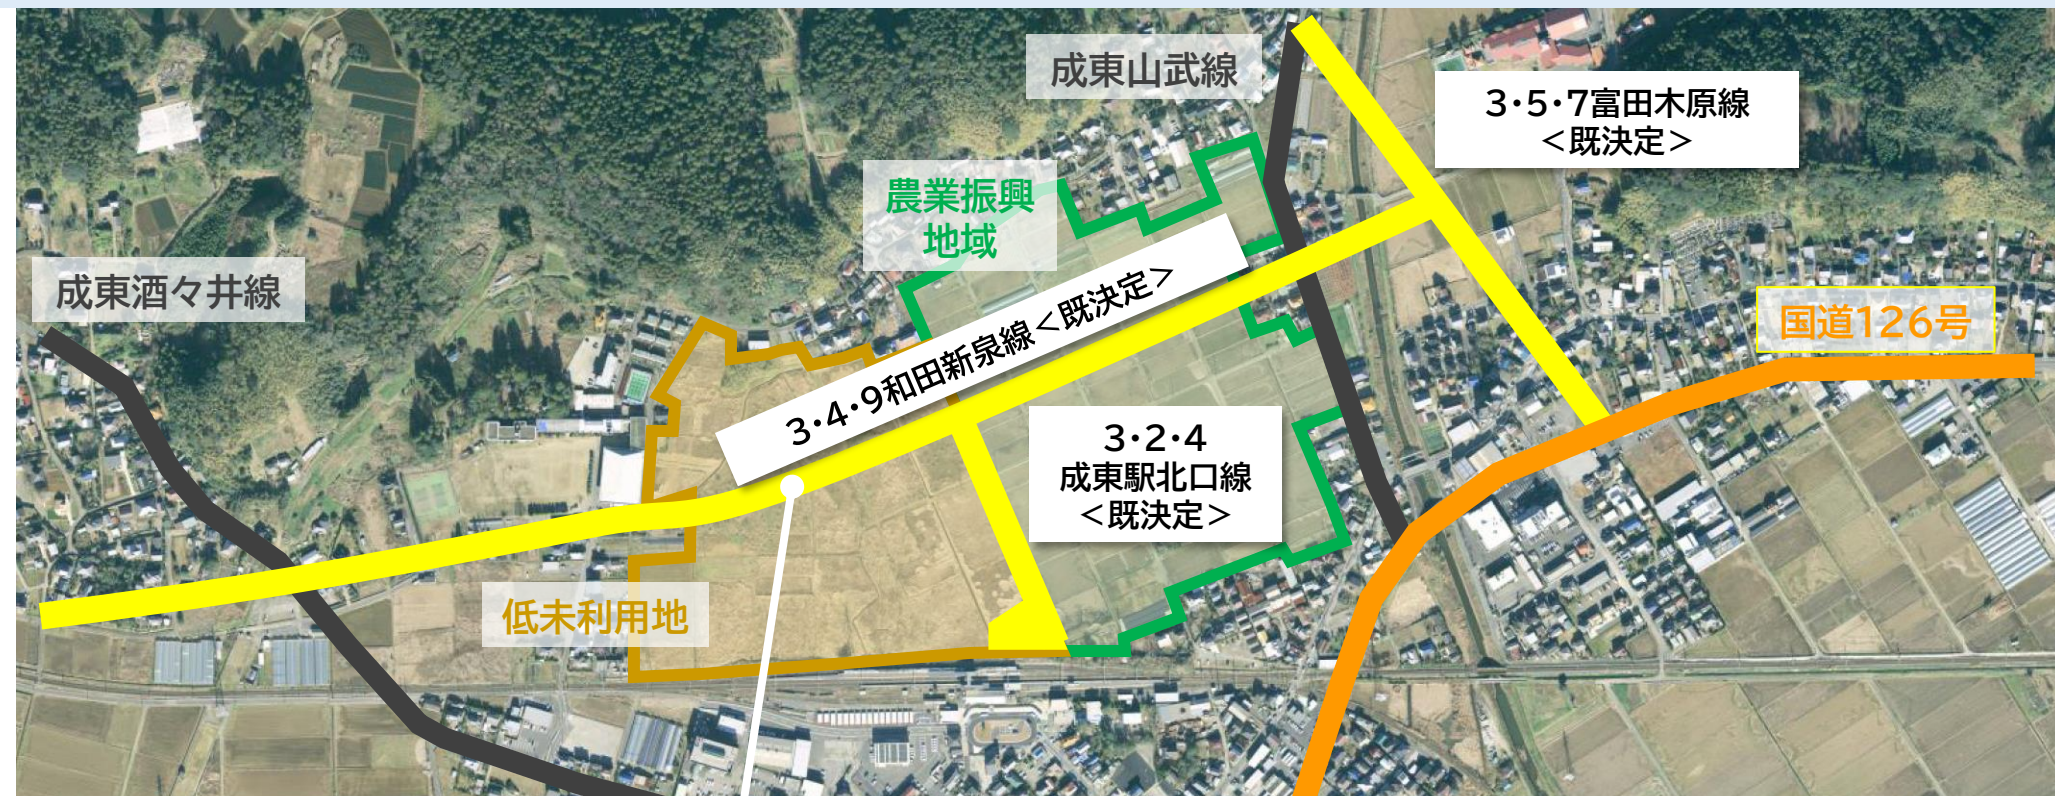 成東山武線
3・5・7富田木原線
＜既決定＞
農業振興
地域
成東酒々井線
国道126号
3・4・9和田新泉線＜既決定＞
3・2・4
成東駅北口線
＜既決定＞
低未利用地